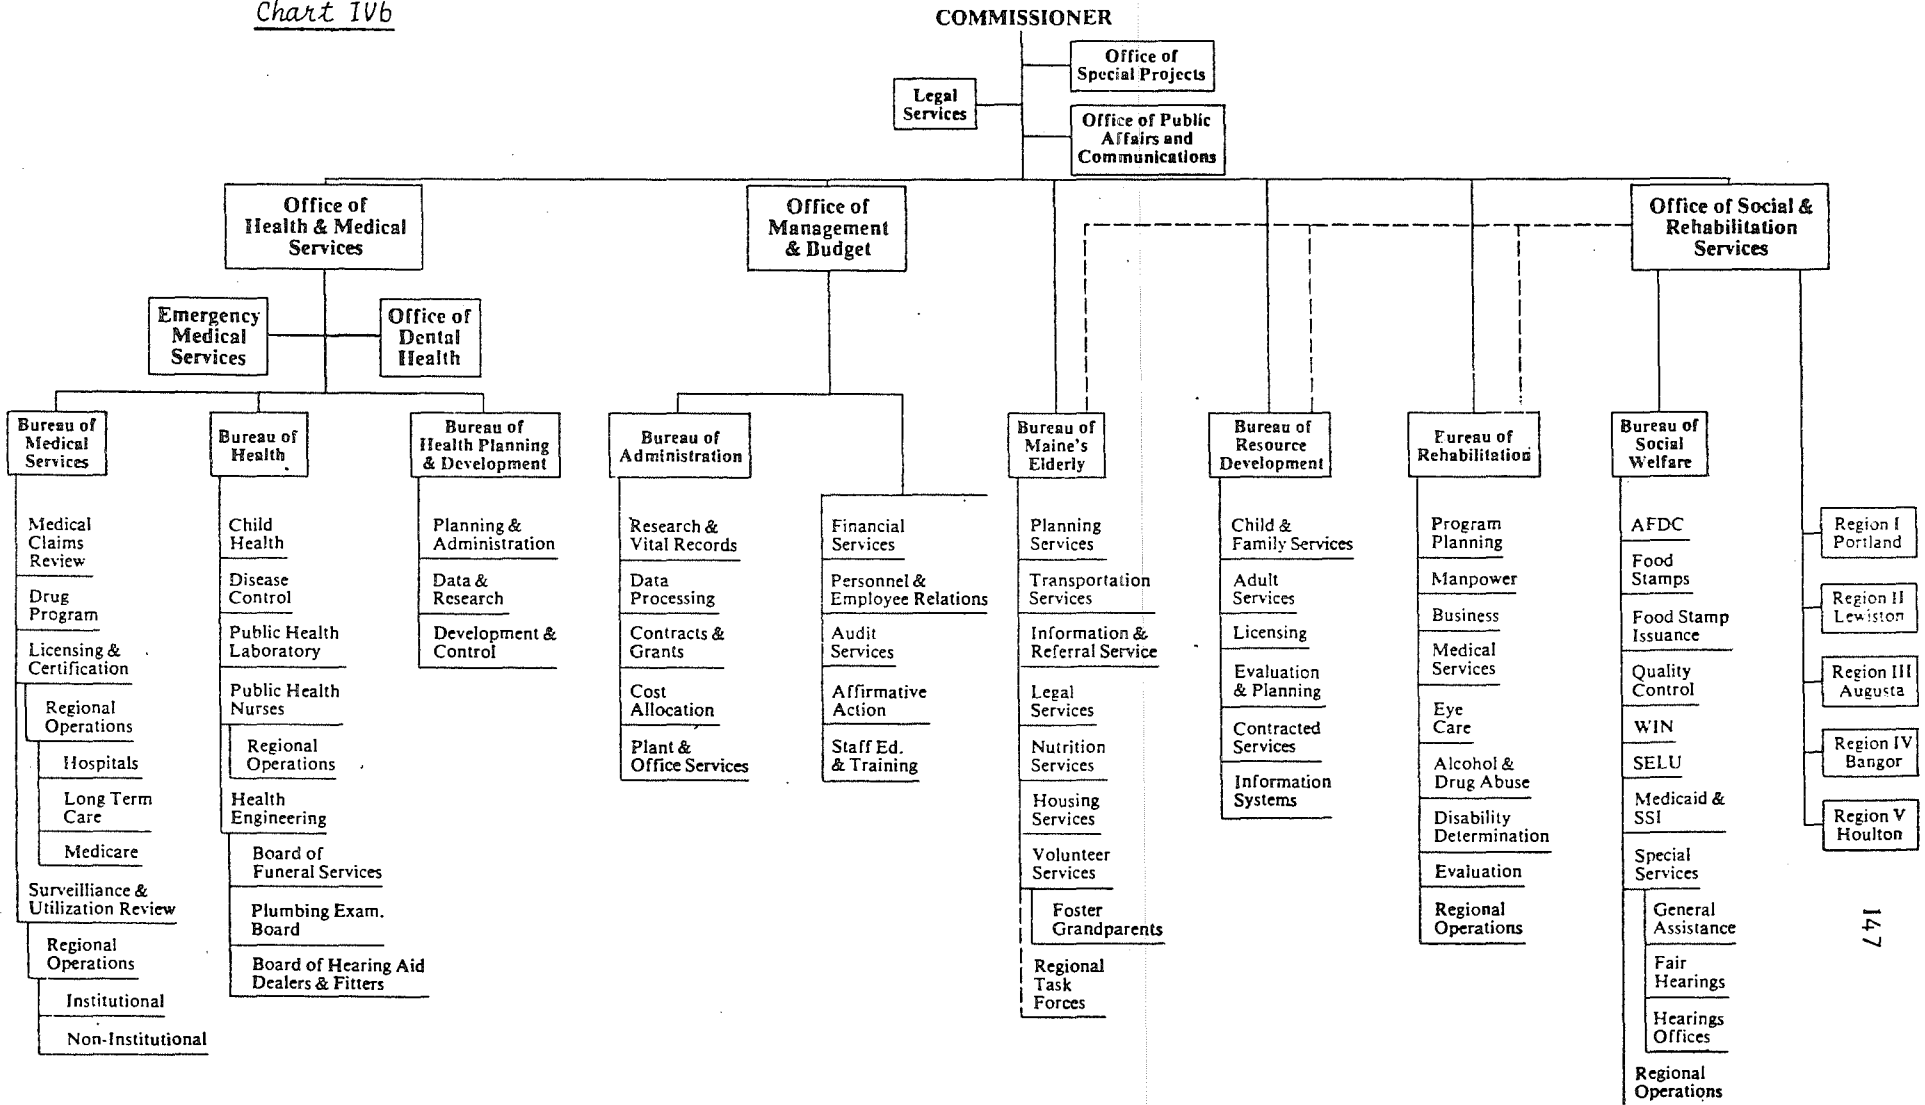 Chart IVb
COMMISSIONER
Office of
Special Projects
Legal
Services
Office of Public
Affairs and
Communications
Office of
Health & Medical
Services
Office of
Management
& Budget
Office of Social &
Rehabilitation
Services
Emergency
Medical
Services
Office of
Dental
Health
Bureau of
Medical
Services
Medical
Claims
Review
Drug
Program
Licensing &
Certification
Regional
Operations
Hospitals
Long Term
Care
Medicare
Surveilliance &
Utilization Review
Regional
Operations
Institutional
Non-Institutional
Bureau of
Health
Child
Health
Disease
Control
Public Health
Laboratory
Public Health
Nurses
Regional
Operations
Health
Engineering
Board of
Funeral Services
Plumbing Exam.
Board
Board of Hearing Aid
Dealers & Fitters
Bureau of
Health Planning
& Development
Planning &
Administration
Data &
Research
Development &
Control
Bureau of
Administration
Research &
Vital Records
Data
Processing
Contracts &
Grants
Cost
Allocation
Plant &
Office Services
Financial
Services
Personnel &
Employee Relations
Audit
Services
Affirmative
Action
Staff Ed.
& Training
Bureau of
Maine's
Elderly
Planning
Services
Transportation
Services
Information &
Referral Service
Legal
Services
Nutrition
Services
Housing
Services
Volunteer
Services
Foster
Grandparents
Regional
Task
Forces
Bureau of
Resource
Development
Child &
Family Services
Adult
Services
Licensing
Evaluation
& Planning
Contracted
Services
Information
Systems
Bureau of
Rehabilitation
Program
Planning
Manpower
Business
Medical
Services
Eye
Care
Alcohol &
Drug Abuse
Disability
Determination
Evaluation
Regional
Operations
Bureau of
Social
Welfare
AFDC
Food
Stamps
Food Stamp
Issuance
Quality
Control
WIN
SELU
Medicaid &
SSI
Special
Services
General
Assistance
Fair
Hearings
Hearings
Offices
Regional
Operations
Region I
Portland
Region II
Lewiston
Region III
Augusta
Region IV
Bangor
Region V
Houlton
147